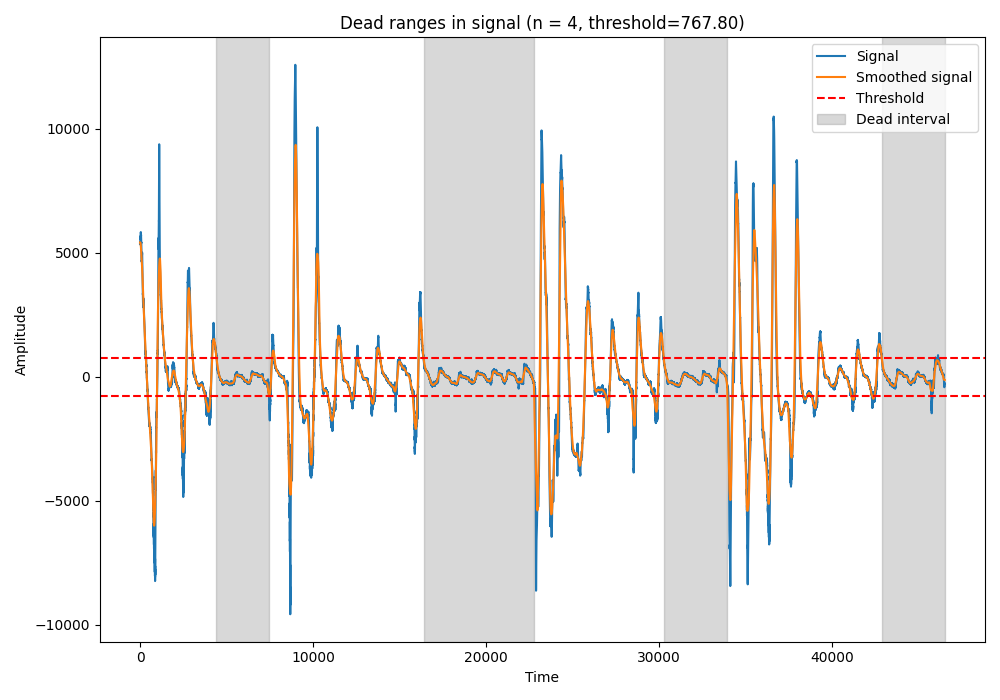 Dead ranges in signal (n = 4, threshold=767.80)
Signal
Smoothed signal
Threshold
Dead interval
Amplitude
10000
5000
0
−5000
−10000
0 10000 20000 30000 40000
Time